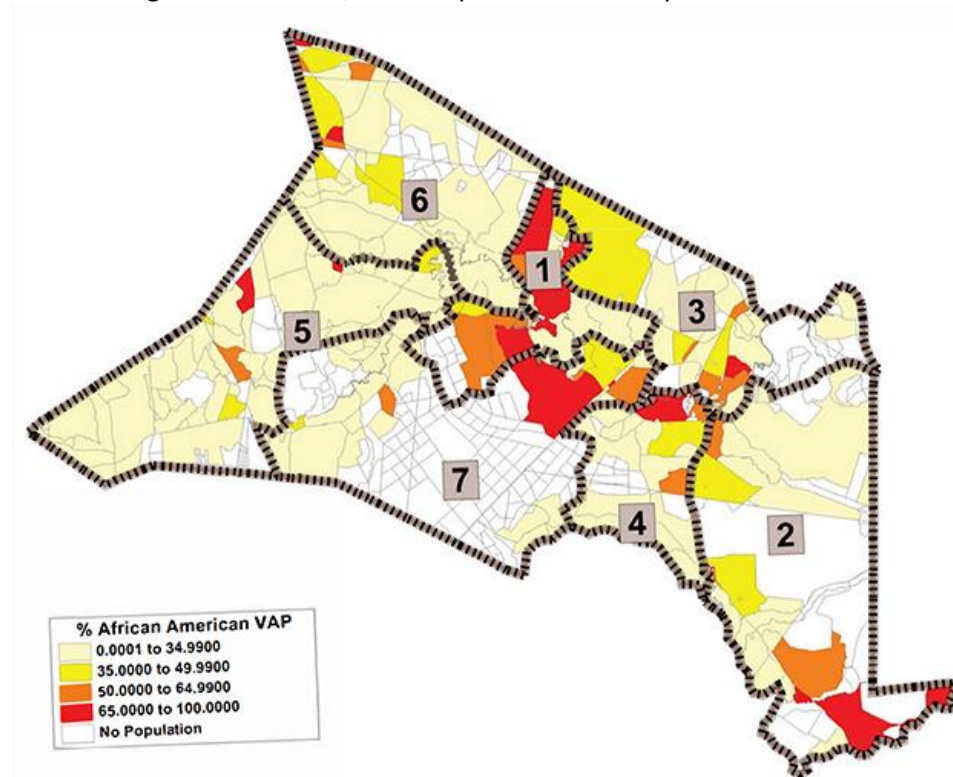 6
1
3
5
7
4
2
% African American VAP
0.0001 to 34.9900
35.0000 to 49.9900
50.0000 to 64.9900
65.0000 to 100.0000
No Population